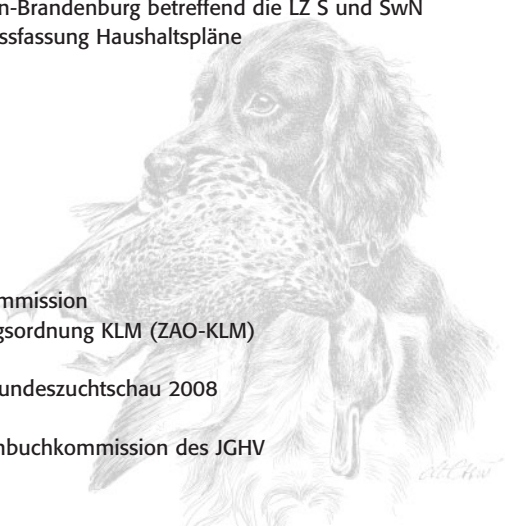 n-Brandenburg betreffend die LZ S und SwN
ssfassung Haushaltspläne
mmission
gsordnung KLM (ZAO-KLM)
undeszuchtschau 2008
nbuchkommission des JGHV